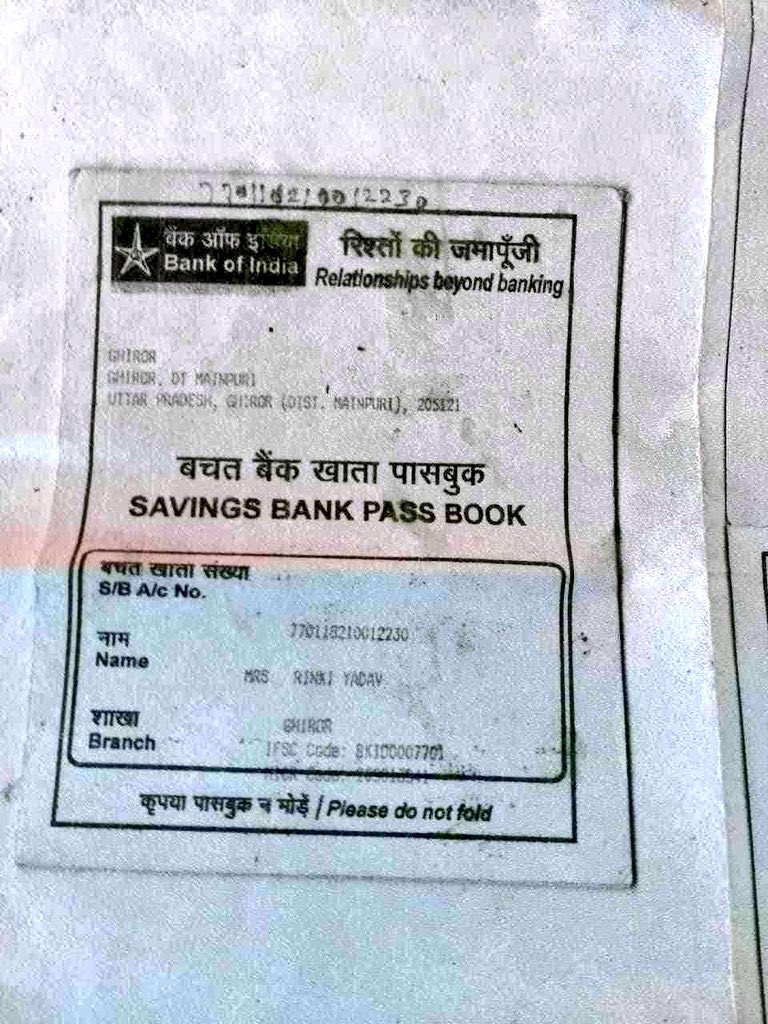 बैंक ऑफ इण्डिया
Bank of India
रिश्तों की जमापूँजी
Relationships beyond banking
GHIROR
GHIROR, DT MAINPURI
UTTAR PRADESH, GHIROR (DIST. MAINPURI), 205121
बचत बैंक खाता पासबुक
SAVINGS BANK PASS BOOK
बचत खाता संख्या
S/B A/c No.
770118210012230
नाम
Name
MRS RINKI YADAV
शाखा
Branch
GHIROR
IFSC Code: BKID0007701
कृपया पासबुक न मोड़ें / Please do not fold